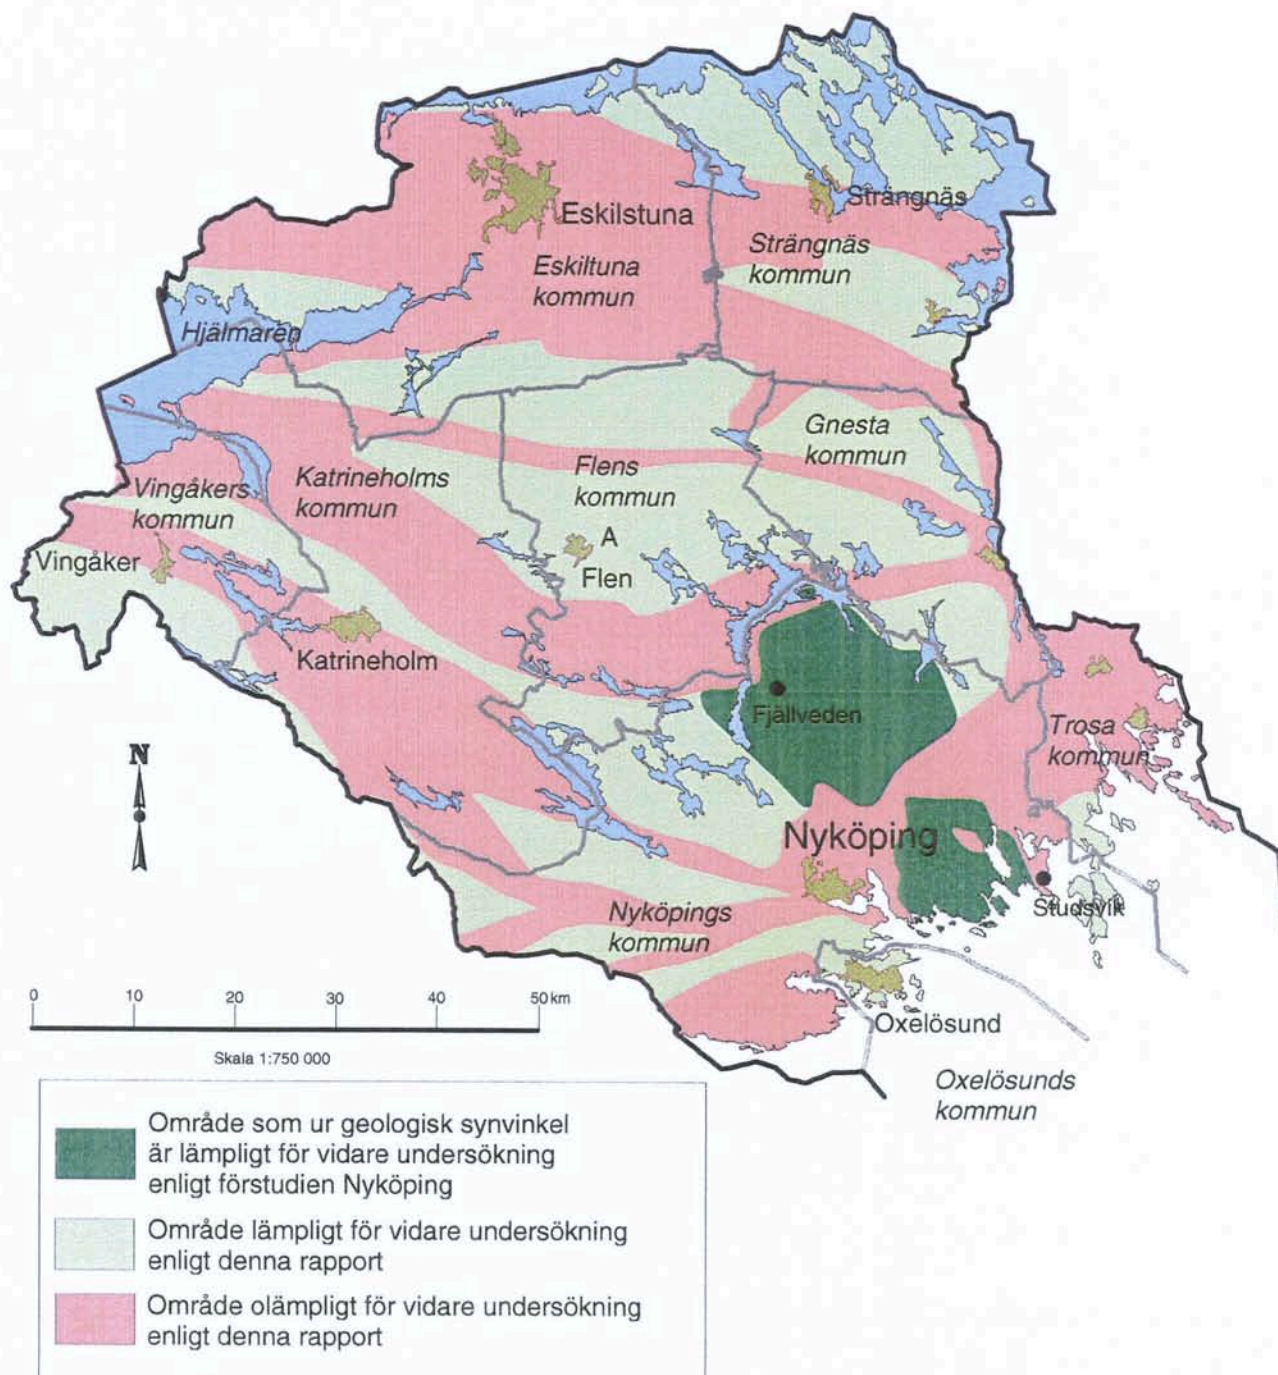 Strängnäs
Eskilstuna
Strängnäs
kommun
Eskiltuna
kommun
Hjälmaren
Gnesta
kommun
Flens
kommun
Katrineholms
kommun
Vingåkers
kommun
A
Vingåker
Flen
Katrineholm
Fjällveden
Trosa
kommun
N
Nyköping
Studsvik
Nyköpings
kommun
0 10 20 30 40 50 km
Oxelösund
Skala 1:750 000
Oxelösunds
kommun
Område som ur geologisk synvinkel
är lämpligt för vidare undersökning
enligt förstudien Nyköping
Område lämpligt för vidare undersökning
enligt denna rapport
Område olämpligt för vidare undersökning
enligt denna rapport